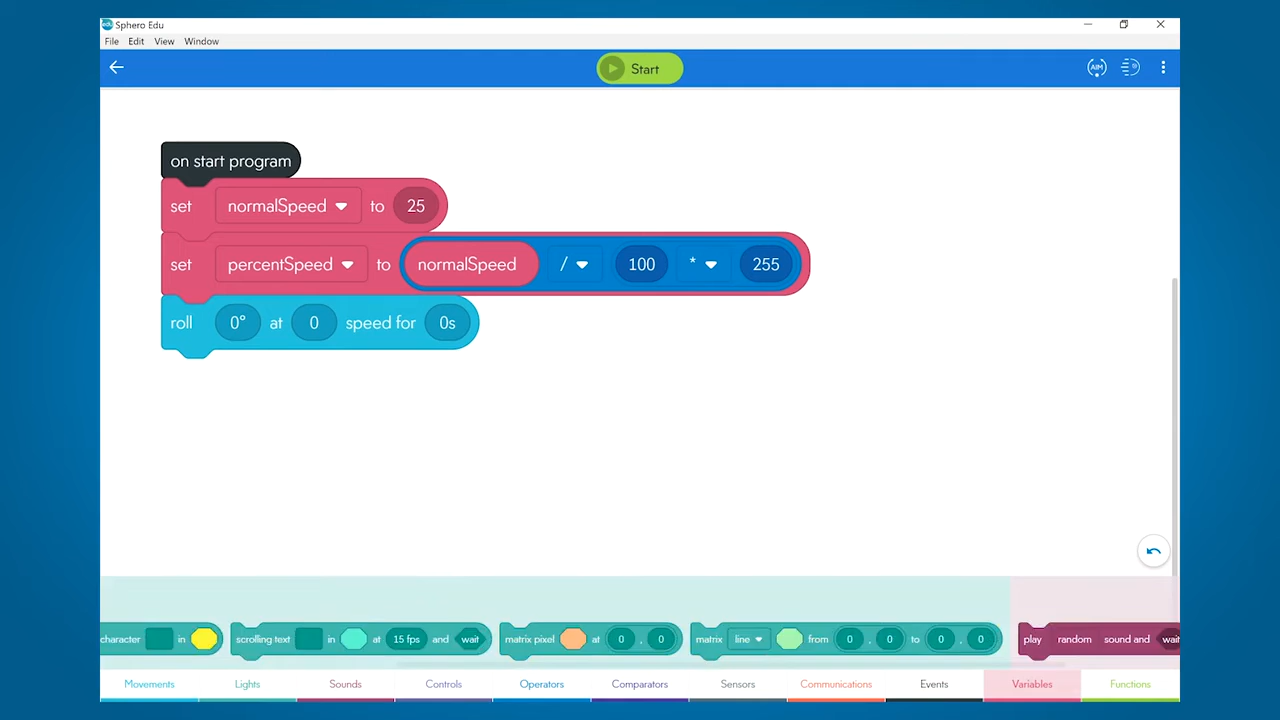 edu Sphero Edu
File Edit View Window
Start
AIM
on start program
set normalSpeed to 25
set percentSpeed to normalSpeed / 100 * 255
roll 0° at 0 speed for 0s
character in
scrolling text in at 15 fps and wait
matrix pixel at 0 , 0
matrix line from 0 , 0 to 0 , 0
play random sound and wait
Movements Lights Sounds Controls Operators Comparators Sensors Communications Events Variables Functions